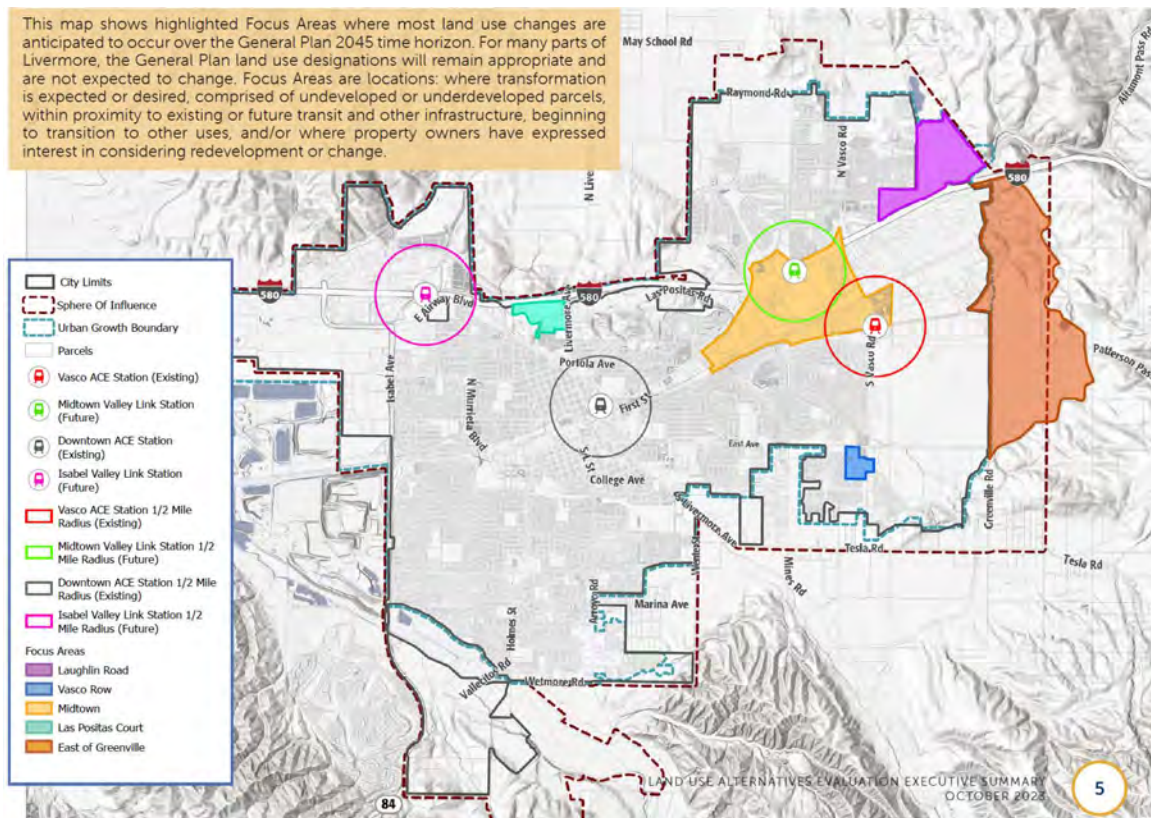 This map shows highlighted Focus Areas where most land use changes are
anticipated to occur over the General Plan 2045 time horizon. For many parts of
Livermore, the General Plan land use designations will remain appropriate and
are not expected to change. Focus Areas are locations: where transformation
is expected or desired, comprised of undeveloped or underdeveloped parcels,
within proximity to existing or future transit and other infrastructure, beginning
to transition to other uses, and/or where property owners have expressed
interest in considering redevelopment or change.
May School Rd
Altamont Pass Rd
Raymond Rd
N Vasco Rd
N Liver
580
580
580
580
E Airway Blvd
Las Positas Rd
Livermore
Portola Ave
Isabel Ave
N Murrieta
Blvd
First St
S L St
College Ave
S Vasco Rd
Patterson Pass
East Ave
Greenville Rd
S Livermore Ave
Tesla Rd
Tesla Rd
Mines Rd
Arroyo Rd
Marina Ave
Holmes St
Vallecitos Rd
Wetmore Rd
84
City Limits
Sphere Of Influence
Urban Growth Boundary
Parcels
Vasco ACE Station (Existing)
Midtown Valley Link Station
(Future)
Downtown ACE Station
(Existing)
Isabel Valley Link Station
(Future)
Vasco ACE Station 1/2 Mile
Radius (Existing)
Midtown Valley Link Station 1/2
Mile Radius (Future)
Downtown ACE Station 1/2 Mile
Radius (Existing)
Isabel Valley Link Station 1/2
Mile Radius (Future)
Focus Areas
Laughlin Road
Vasco Row
Midtown
Las Positas Court
East of Greenville
LAND USE ALTERNATIVES EVALUATION EXECUTIVE SUMMARY
OCTOBER 2023
5